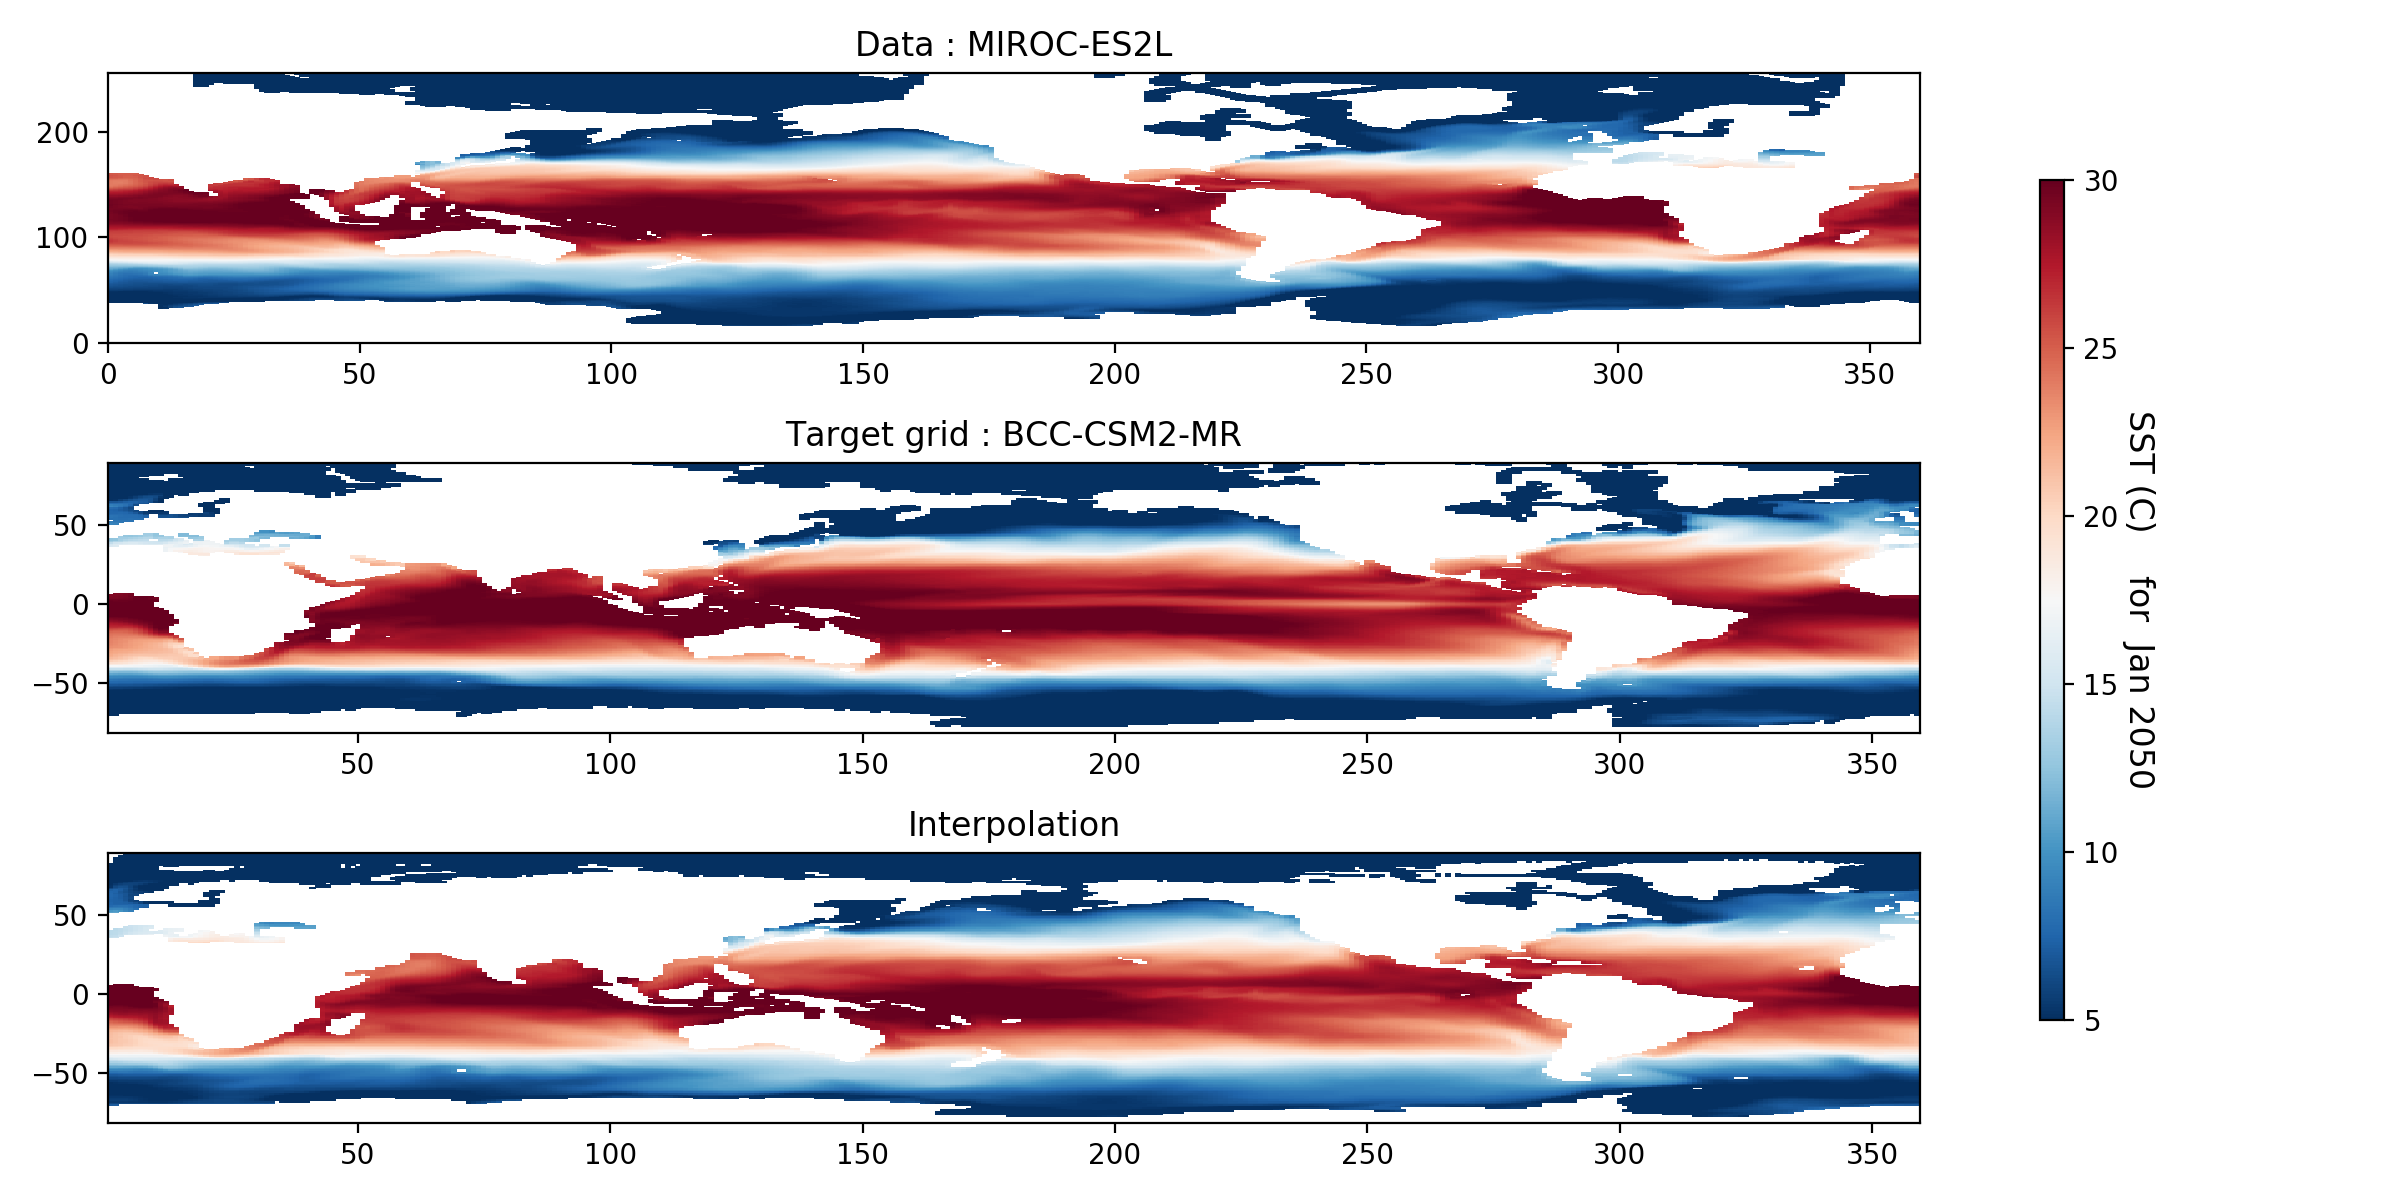 Data : MIROC-ES2L
200
100
0
0 50 100 150 200 250 300 350
Target grid : BCC-CSM2-MR
50
0
−50
50 100 150 200 250 300 350
Interpolation
50
0
−50
50 100 150 200 250 300 350
30
25
20
15
10
5
SST (C) for Jan 2050